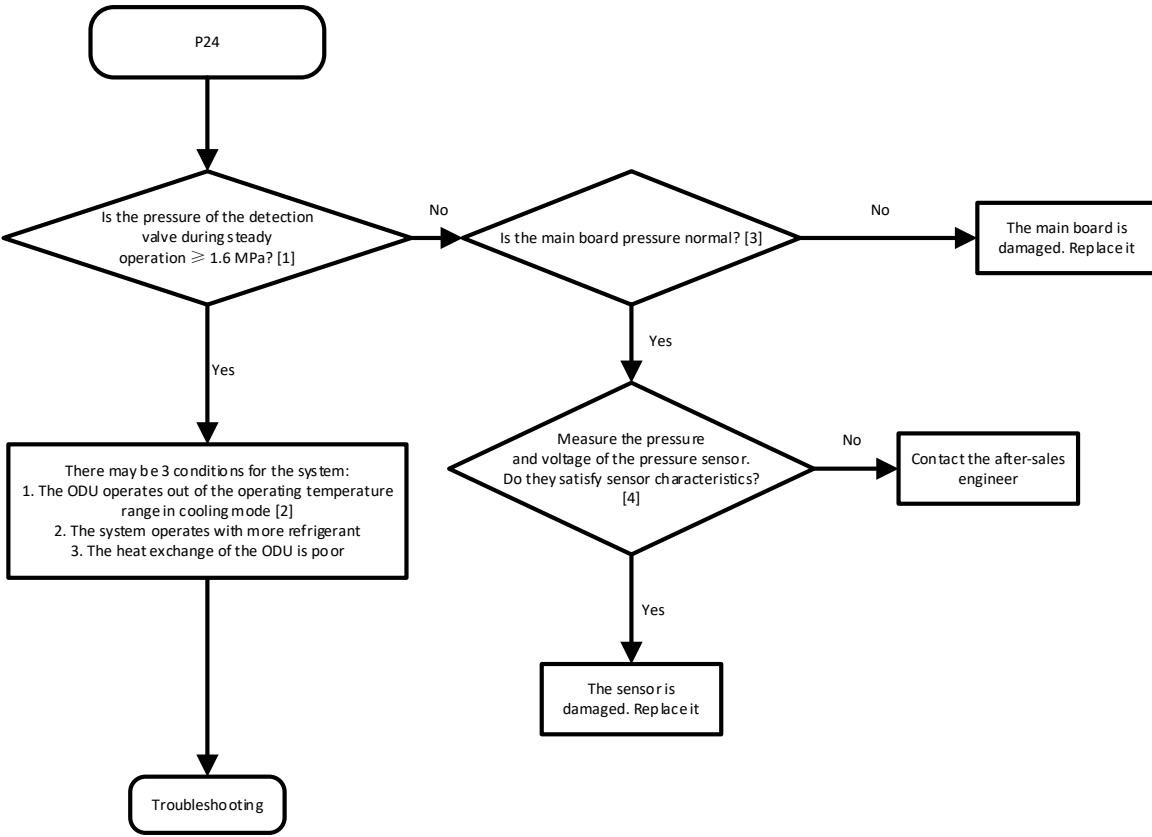 P24
Is the pressure of the detection
valve during steady
operation ≥ 1.6 MPa? [1]
No
Is the main board pressure normal? [3]
No
The main board is
damaged. Replace it
Yes
Yes
There may be 3 conditions for the system:
1. The ODU operates out of the operating temperature
range in cooling mode [2]
2. The system operates with more refrigerant
3. The heat exchange of the ODU is poor
Measure the pressure
and voltage of the pressure sensor.
Do they satisfy sensor characteristics?
[4]
No
Contact the after-sales
engineer
Yes
The sensor is
damaged. Replace it
Troubleshooting